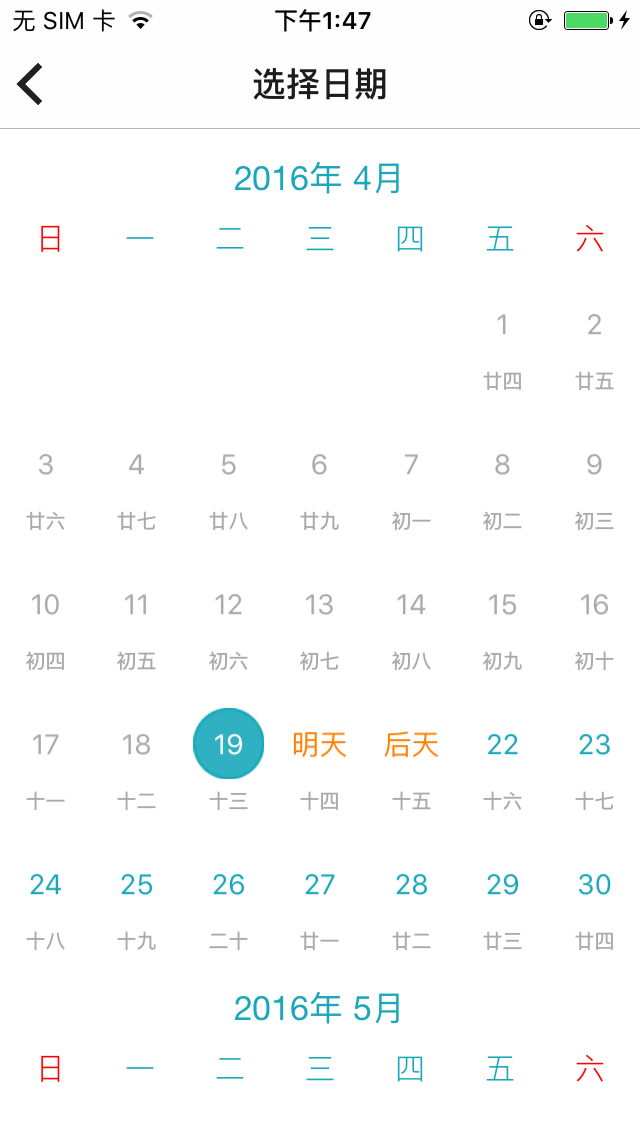 无 SIM 卡 下午1:47
选择日期
2016年 4月
日 一 二 三 四 五 六
1 2
廿四 廿五
3 4 5 6 7 8 9
廿六 廿七 廿八 廿九 初一 初二 初三
10 11 12 13 14 15 16
初四 初五 初六 初七 初八 初九 初十
17 18 19 明天 后天 22 23
十一 十二 十三 十四 十五 十六 十七
24 25 26 27 28 29 30
十八 十九 二十 廿一 廿二 廿三 廿四
2016年 5月
日 一 二 三 四 五 六